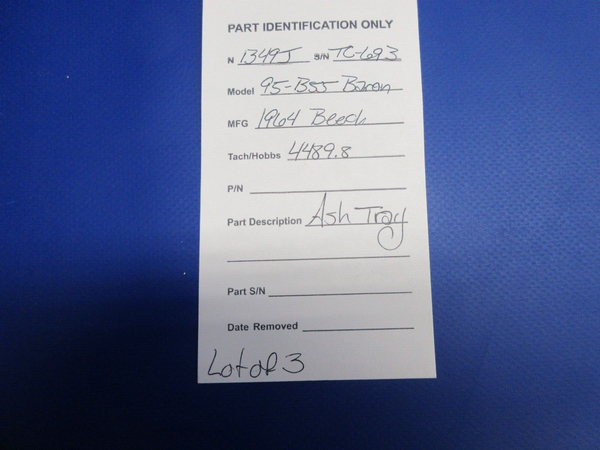 PART IDENTIFICATION ONLY
N 1349J S/N TC-693
Model 95-B55 Baron
MFG 1964 Beech
Tach/Hobbs 4489.8
P/N
Part Description Ash Tray
Part S/N
Date Removed
Lot of 3